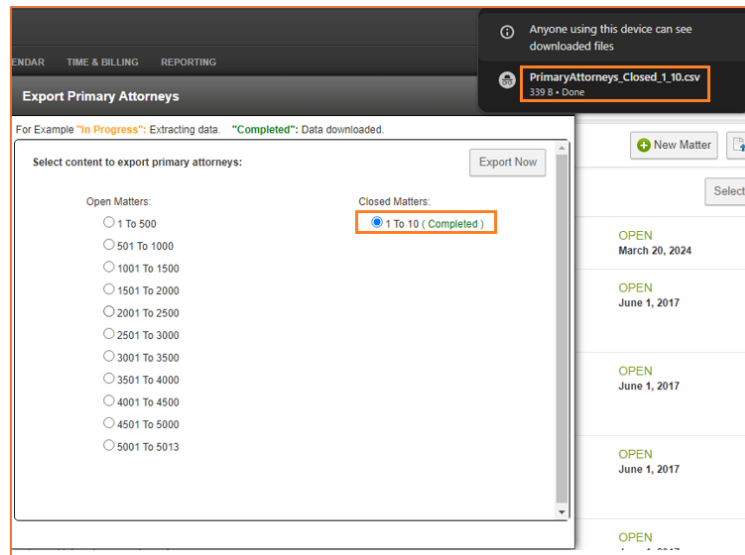 Anyone using this device can see
downloaded files
PrimaryAttorneys_Closed_1_10.csv
339 B • Done
ENDAR TIME & BILLING REPORTING
Export Primary Attorneys
For Example "In Progress": Extracting data. "Completed": Data downloaded.
Select content to export primary attorneys:
Export Now
New Matter
Select
Open Matters:
Closed Matters:
1 To 500
1 To 10 ( Completed )
501 To 1000
1001 To 1500
1501 To 2000
2001 To 2500
2501 To 3000
3001 To 3500
3501 To 4000
4001 To 4500
4501 To 5000
5001 To 5013
OPEN
March 20, 2024
OPEN
June 1, 2017
OPEN
June 1, 2017
OPEN
June 1, 2017
OPEN